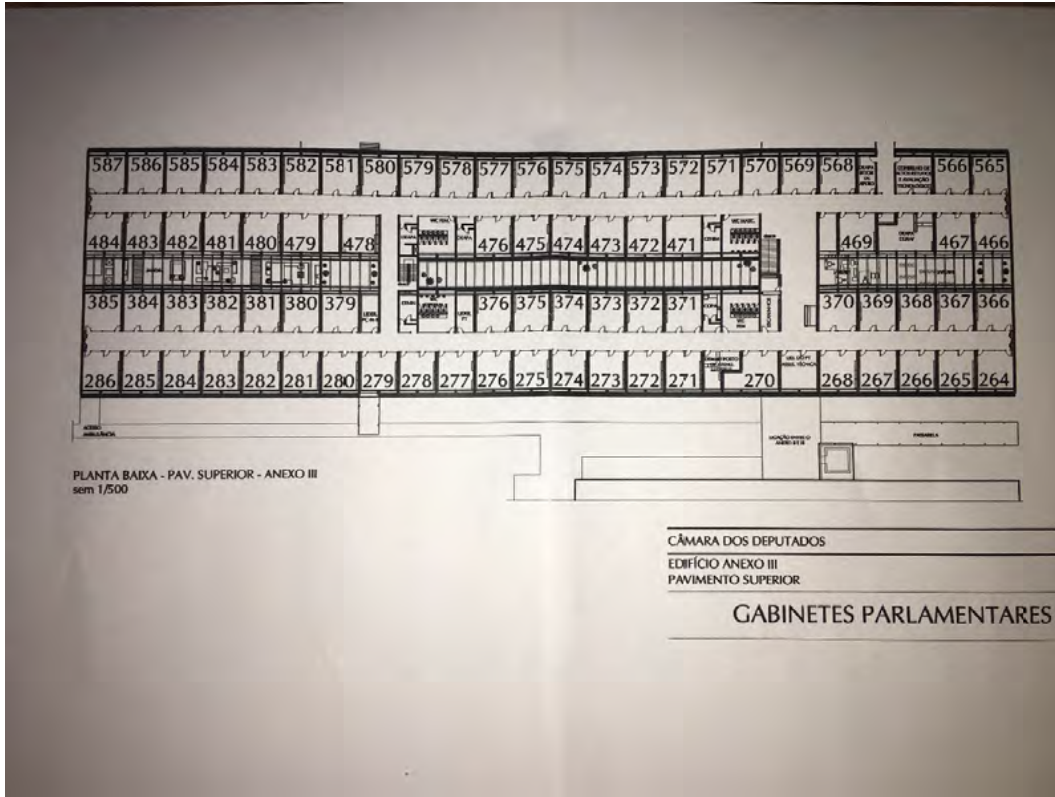 587 586 585 584 583 582 581 580 579 578 577 576 575 574 573 572 571 570 569 568 566 565
484 483 482 481 480 479 478 476 475 474 473 472 471 469 467 466
385 384 383 382 381 380 379 376 375 374 373 372 371 370 369 368 367 366
286 285 284 283 282 281 280 279 278 277 276 275 274 273 272 271 270 268 267 266 265 264
ACESSO
AMBULÂNCIA
PLANTA BAIXA - PAV. SUPERIOR - ANEXO III
sem 1/500
CÂMARA DOS DEPUTADOS
EDIFÍCIO ANEXO III
PAVIMENTO SUPERIOR
GABINETES PARLAMENTARES